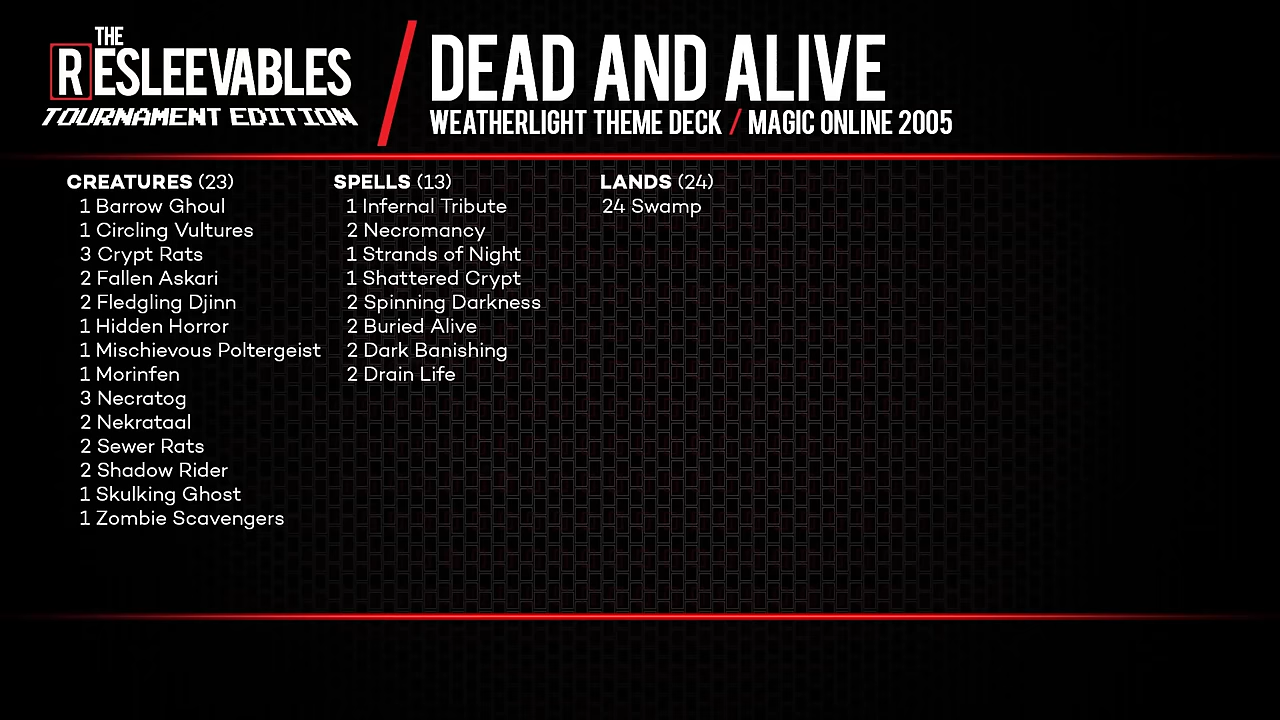 THE
RESLEEVABLES
TOURNAMENT EDITION
DEAD AND ALIVE
WEATHERLIGHT THEME DECK / MAGIC ONLINE 2005
CREATURES (23)
1 Barrow Ghoul
1 Circling Vultures
3 Crypt Rats
2 Fallen Askari
2 Fledgling Djinn
1 Hidden Horror
1 Mischievous Poltergeist
1 Morinfen
3 Necratog
2 Nekrataal
2 Sewer Rats
2 Shadow Rider
1 Skulking Ghost
1 Zombie Scavengers
SPELLS (13)
1 Infernal Tribute
2 Necromancy
1 Strands of Night
1 Shattered Crypt
2 Spinning Darkness
2 Buried Alive
2 Dark Banishing
2 Drain Life
LANDS (24)
24 Swamp